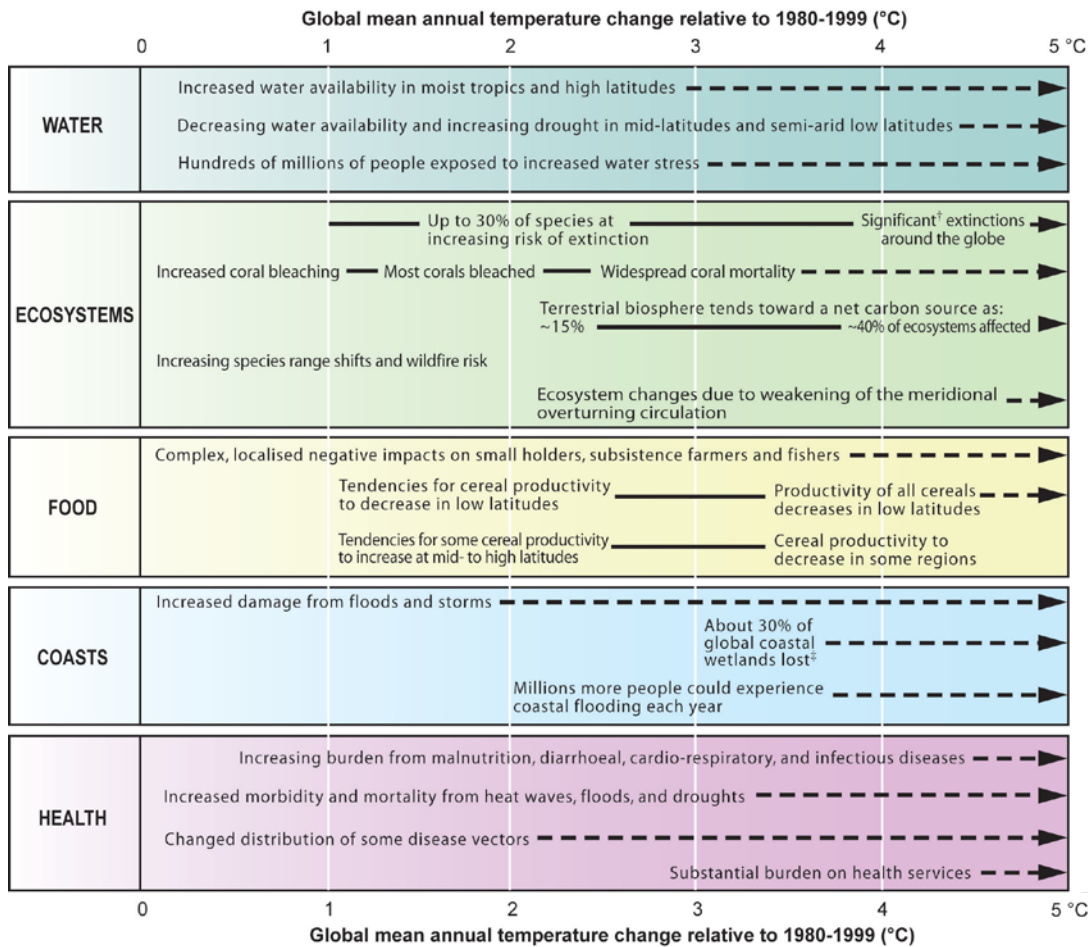 Global mean annual temperature change relative to 1980-1999 (°C)
0 1 2 3 4 5 °C
WATER
Increased water availability in moist tropics and high latitudes
Decreasing water availability and increasing drought in mid-latitudes and semi-arid low latitudes
Hundreds of millions of people exposed to increased water stress
ECOSYSTEMS
Up to 30% of species at
increasing risk of extinction
Significant† extinctions
around the globe
Increased coral bleaching Most corals bleached Widespread coral mortality
Terrestrial biosphere tends toward a net carbon source as:
~15% ~40% of ecosystems affected
Increasing species range shifts and wildfire risk
Ecosystem changes due to weakening of the meridional
overturning circulation
FOOD
Complex, localised negative impacts on small holders, subsistence farmers and fishers
Tendencies for cereal productivity
to decrease in low latitudes
Productivity of all cereals
decreases in low latitudes
Tendencies for some cereal productivity
to increase at mid- to high latitudes
Cereal productivity to
decrease in some regions
COASTS
Increased damage from floods and storms
About 30% of
global coastal
wetlands lost‡
Millions more people could experience
coastal flooding each year
HEALTH
Increasing burden from malnutrition, diarrhoeal, cardio-respiratory, and infectious diseases
Increased morbidity and mortality from heat waves, floods, and droughts
Changed distribution of some disease vectors
Substantial burden on health services
0 1 2 3 4 5 °C
Global mean annual temperature change relative to 1980-1999 (°C)